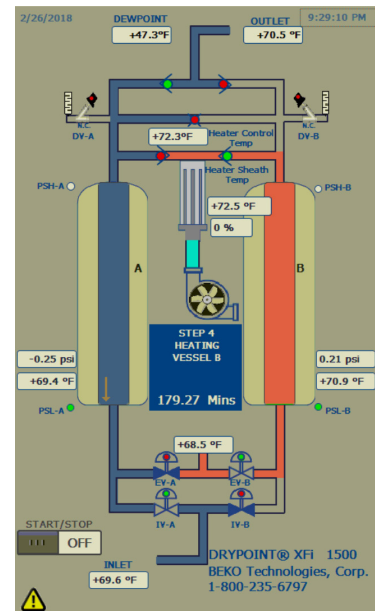 2/26/2018
DEWPOINT
OUTLET
9:29:10 PM
+47.3°F
+70.5 °F
N.C.
DV-A
N.C.
DV-B
+72.3°F
Heater Control
Temp
Heater Sheath
Temp
PSH-A
PSH-B
+72.5 °F
0 %
A
B
STEP 4
HEATING
VESSEL B
179.27 Mins
-0.25 psi
+69.4 ºF
0.21 psi
+70.9 ºF
PSL-A
PSL-B
+68.5 °F
EV-A
EV-B
IV-A
IV-B
START/STOP
OFF
INLET
+69.6 °F
DRYPOINT® XFi 1500
BEKO Technologies, Corp.
1-800-235-6797